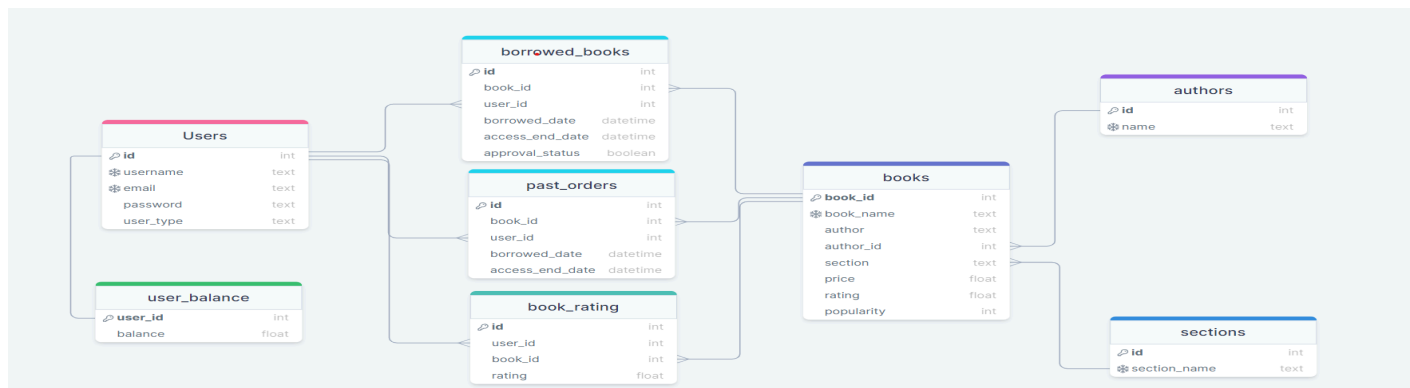 Users
id int
username text
email text
password text
user_type text
user_balance
user_id int
balance float
borrowed_books
id int
book_id int
user_id int
borrowed_date datetime
access_end_date datetime
approval_status boolean
past_orders
id int
book_id int
user_id int
borrowed_date datetime
access_end_date datetime
book_rating
id int
user_id int
book_id int
rating float
books
book_id int
book_name text
author text
author_id int
section text
price float
rating float
popularity int
authors
id int
name text
sections
id int
section_name text